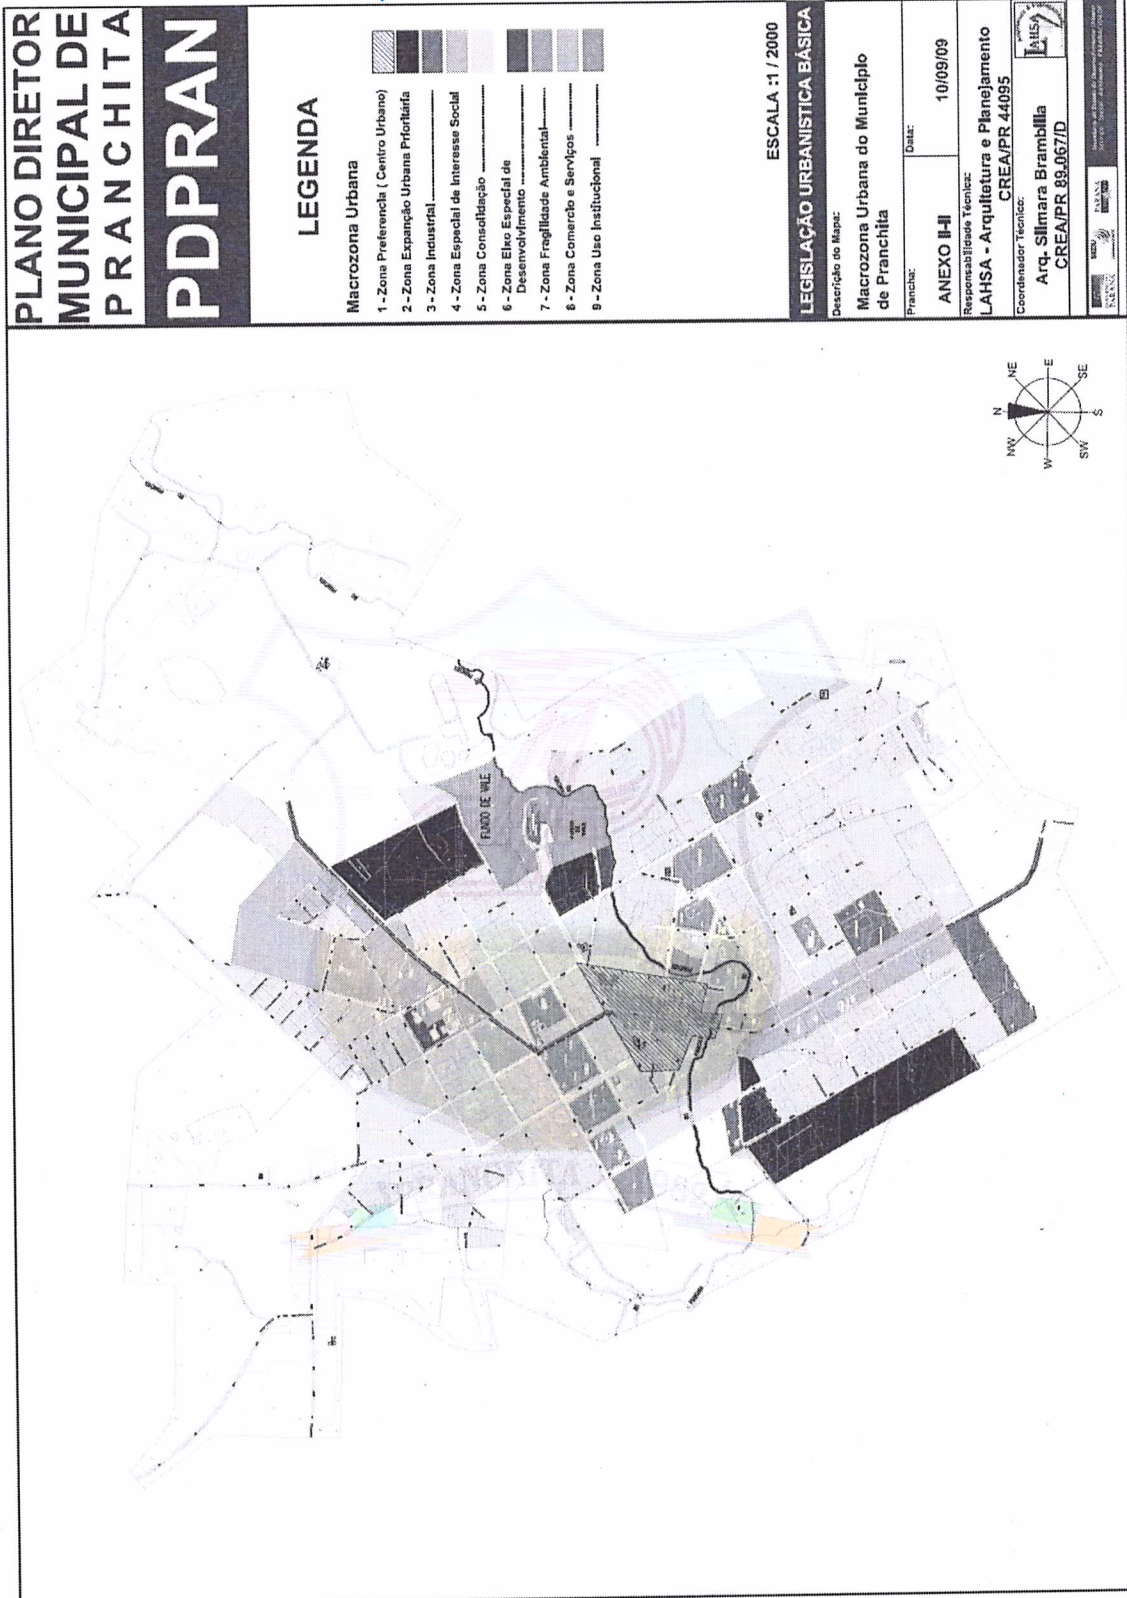 PLANO DIRETOR
MUNICIPAL DE
PRANCHITA
PDPRAN
LEGENDA
Macrozona Urbana
1 - Zona Preferencia ( Centro Urbano)
2 - Zona Expanção Urbana Prioritária
3 - Zona Industrial
4 - Zona Especial de Interesse Social
5 - Zona Consolidação
6 - Zona Eixo Especial de
Desenvolvimento
7 - Zona Fragilidade Ambiental
8 - Zona Comercio e Serviços
9 - Zona Uso Institucional
ESCALA :1 / 2000
LEGISLAÇÃO URBANISTICA BÁSICA
Descrição do Mapa:
Macrozona Urbana do Municipio
de Pranchita
Prancha:
ANEXO II-II
Data:
10/09/09
Responsabilidade Técnica:
LAHSA - Arquitetura e Planejamento
CREA/PR 44095
Coordenador Técnico:
Arq. Silmara Brambilla
CREA/PR 89.067/D
LAHSA
PARANÁ
FUNDO DE VALE
N
NE
E
SE
S
SW
W
NW